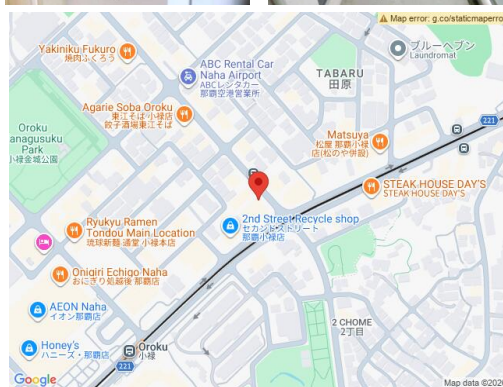 Map error: g.co/staticmaperro
Yakiniku Fukuro
焼肉ふくろう
ABC Rental Car
Naha Airport
ABCレンタカー
那覇空港営業所
ブルーヘブン
Laundromat
TABARU
田原
Agarie Soba Oroku
東江そば 小禄店
餃子酒場東江そば
Oroku
anagusuku
Park
小禄金城公園
Matsuya
松屋 那覇小禄
店(松のや併設)
221
STEAK HOUSE DAY'S
STEAK HOUSE DAY'S
2nd Street Recycle shop
セカンドストリート
那覇小禄店
Ryukyu Ramen
Tondou Main Location
琉球新麺 通堂 小禄本店
Onigiri Echigo Naha
おにぎり処越後 那覇店
AEON Naha
イオン那覇店
2 CHOME
2丁目
Honey's
ハニーズ・那覇店
Oroku
小禄
221
Google
Map data ©202